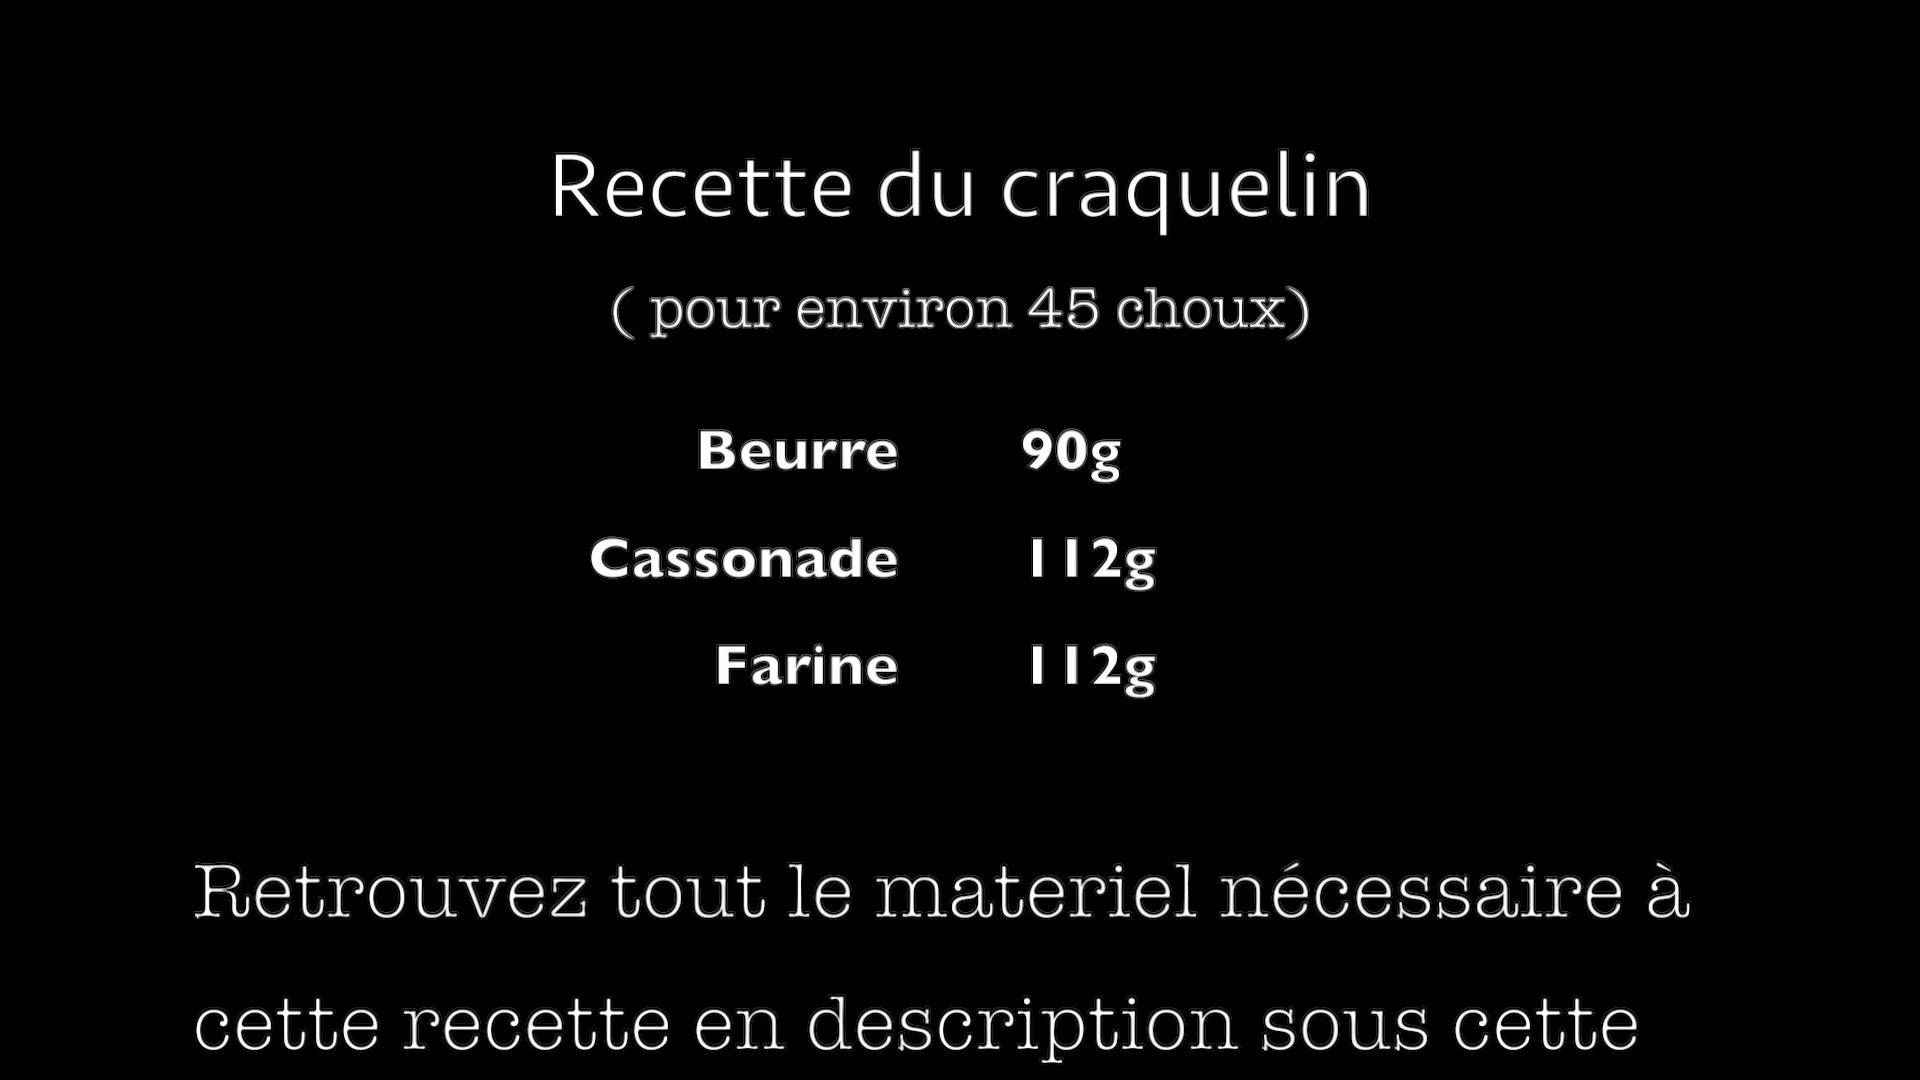 Recette du craquelin
( pour environ 45 choux)
Beurre 90g
Cassonade 112g
Farine 112g
Retrouvez tout le materiel nécessaire à
cette recette en description sous cette